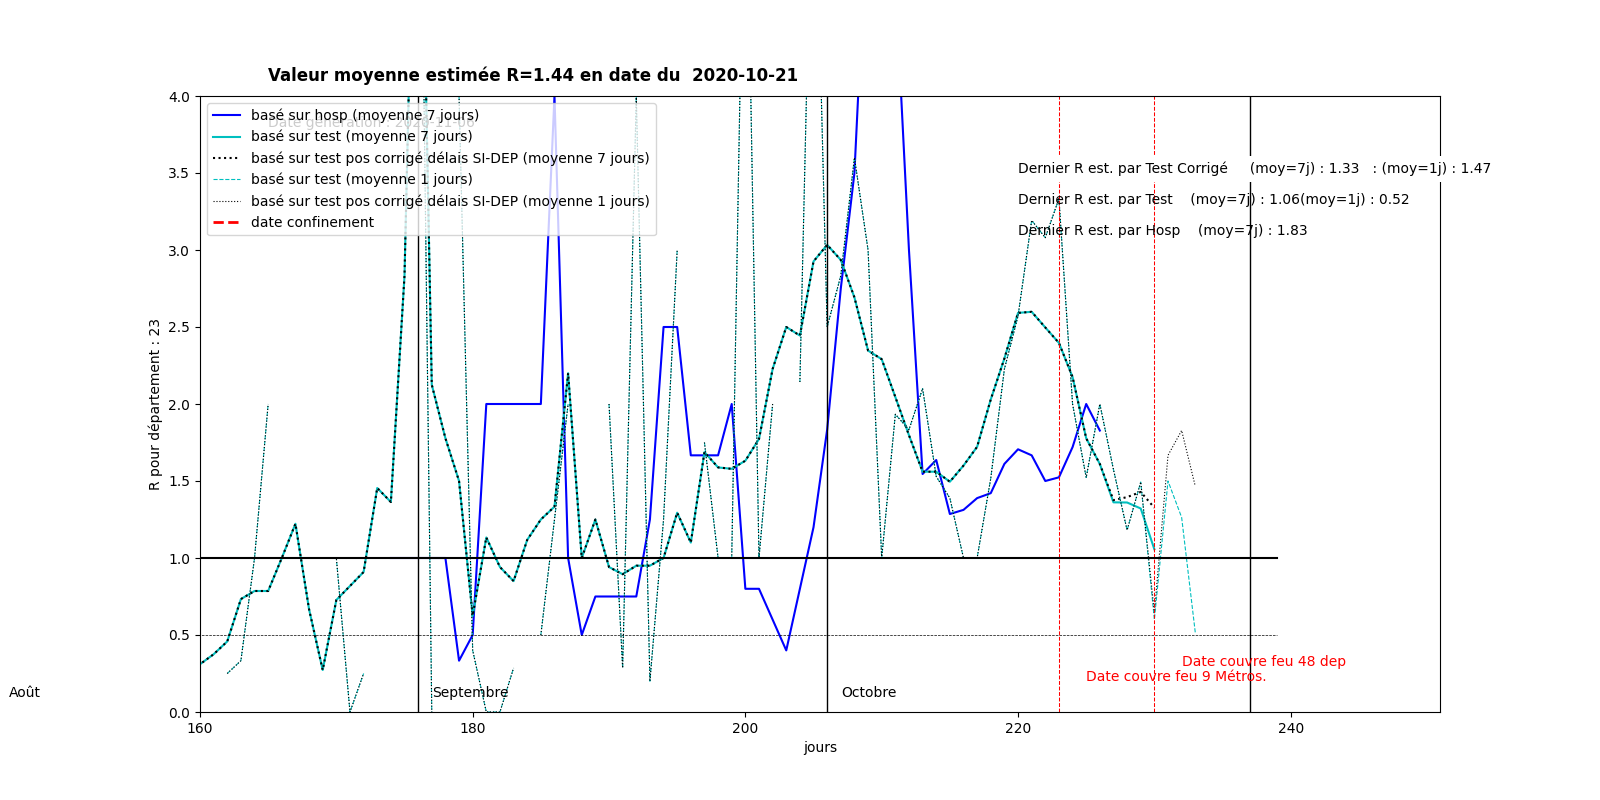 Valeur moyenne estimée R=1.44 en date du  2020-10-21
Date génération : 2020-11-06
basé sur hosp (moyenne 7 jours)
basé sur test (moyenne 7 jours)
basé sur test pos corrigé délais SI-DEP (moyenne 7 jours)
basé sur test (moyenne 1 jours)
basé sur test pos corrigé délais SI-DEP (moyenne 1 jours)
date confinement
Dernier R est. par Test Corrigé     (moy=7j) : 1.33   : (moy=1j) : 1.47
Dernier R est. par Test    (moy=7j) : 1.06(moy=1j) : 0.52
Dernier R est. par Hosp    (moy=7j) : 1.83
4.0
3.5
3.0
2.5
2.0
1.5
1.0
0.5
0.0
R pour département : 23
Date couvre feu 48 dep
Date couvre feu 9 Métros.
Août
Septembre
Octobre
160
180
200
220
240
jours